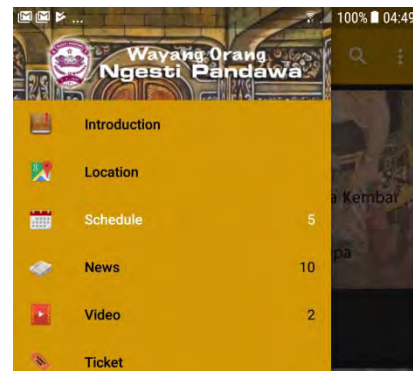 ... 100% 04:49
Wayang Orang
Ngesti Pandawa
Introduction
Location
Schedule 5
a Kembar
News 10
pa
Video 2
Ticket